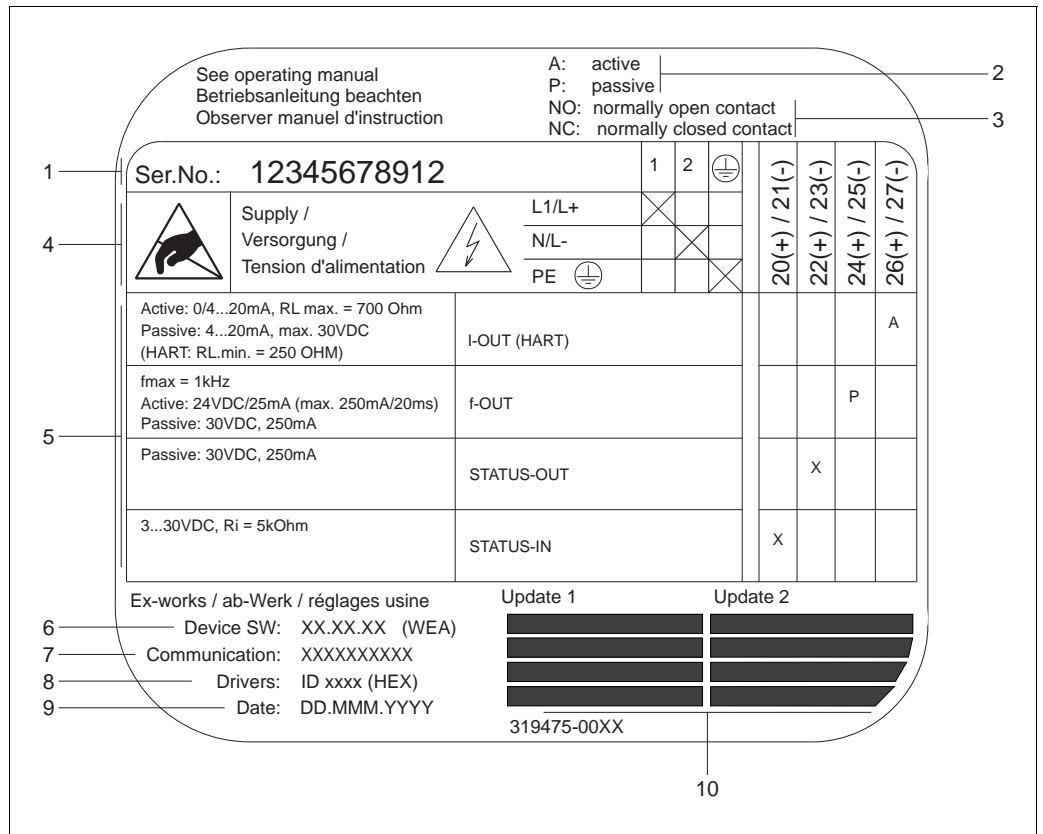 See operating manual
Betriebsanleitung beachten
Observer manuel d'instruction
A: active
P: passive
NO: normally open contact
NC: normally closed contact
2
3
1
Ser.No.: 12345678912
1 2
20(+) / 21(-)
22(+) / 23(-)
24(+) / 25(-)
26(+) / 27(-)
4
Supply /
Versorgung /
Tension d'alimentation
L1/L+
N/L-
PE
5
Active: 0/4...20mA, RL max. = 700 Ohm
Passive: 4...20mA, max. 30VDC
(HART: RL.min. = 250 OHM)
I-OUT (HART)
A
fmax = 1kHz
Active: 24VDC/25mA (max. 250mA/20ms)
Passive: 30VDC, 250mA
f-OUT
P
Passive: 30VDC, 250mA
STATUS-OUT
X
3...30VDC, Ri = 5kOhm
STATUS-IN
X
Ex-works / ab-Werk / réglages usine
Update 1
Update 2
6
Device SW: XX.XX.XX (WEA)
7
Communication: XXXXXXXXXX
8
Drivers: ID xxxx (HEX)
9
Date: DD.MMM.YYYY
319475-00XX
10